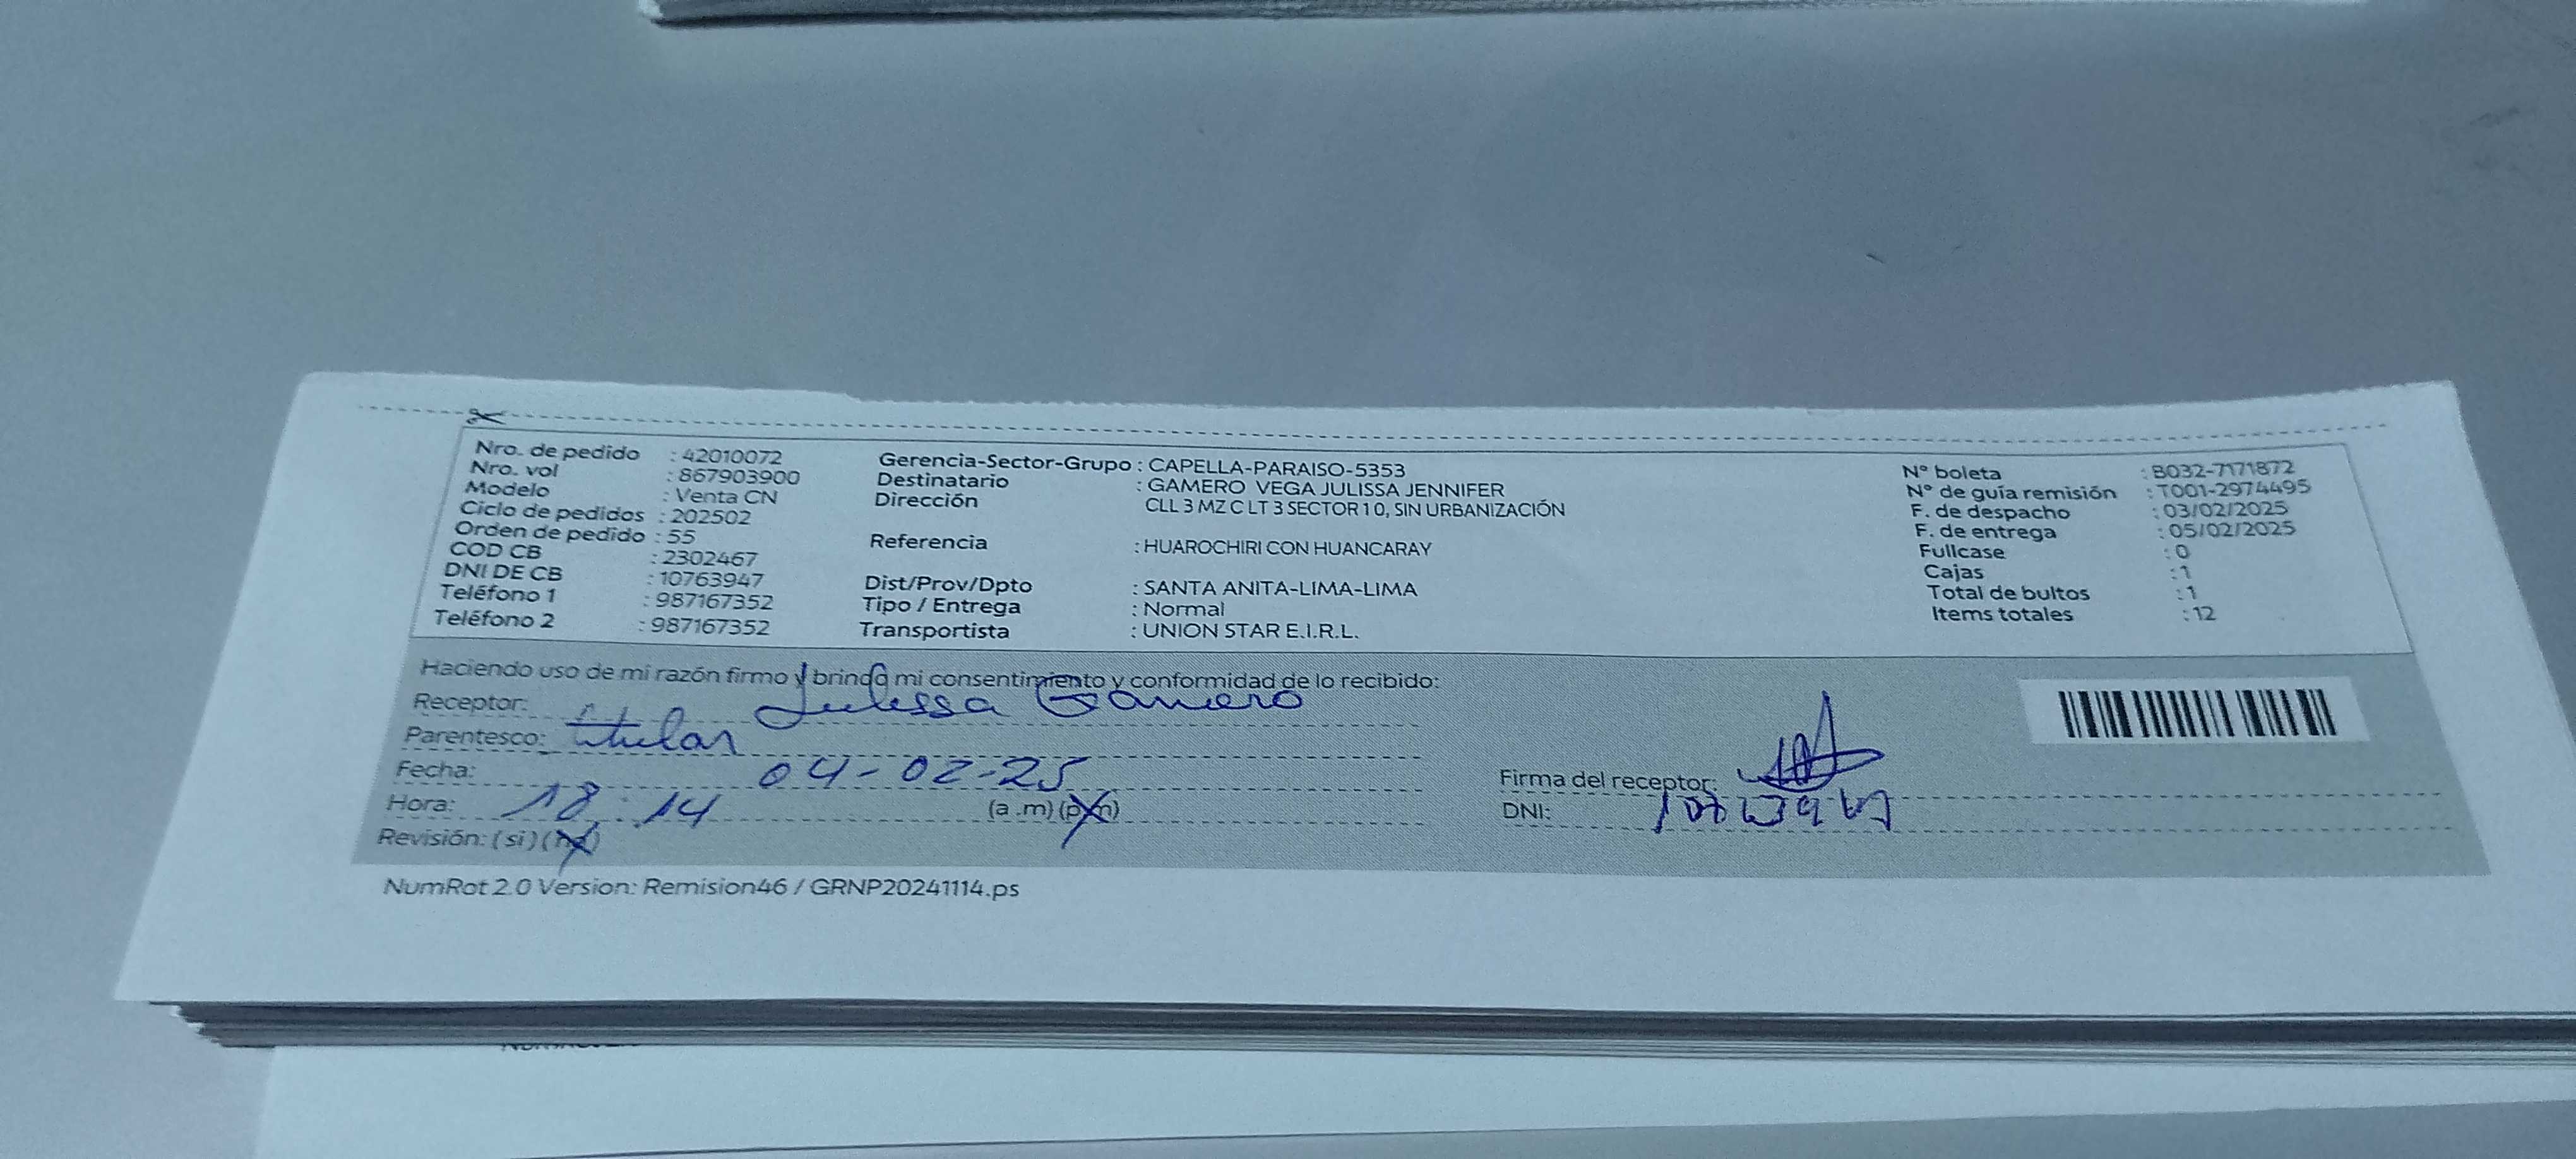 Nro. de pedido : 42010072
Nro. vol : 867903900
Modelo : Venta CN
Ciclo de pedidos : 202502
Orden de pedido : 55
COD CB : 2302467
DNI DE CB : 10763947
Teléfono 1 : 987167352
Teléfono 2 : 987167352
Gerencia-Sector-Grupo : CAPELLA-PARAISO-5353
Destinatario : GAMERO VEGA JULISSA JENNIFER
Dirección CLL 3 MZ C LT 3 SECTOR 1 0, SIN URBANIZACIÓN
Referencia : HUAROCHIRI CON HUANCARAY
Dist/Prov/Dpto : SANTA ANITA-LIMA-LIMA
Tipo / Entrega : Normal
Transportista : UNION STAR E.I.R.L.
N° boleta : B032-7171872
N° de guía remisión : T001-2974495
F. de despacho : 03/02/2025
F. de entrega : 05/02/2025
Fullcase : 0
Cajas : 1
Total de bultos : 1
Items totales : 12
Haciendo uso de mi razón firmo y brindo mi consentimiento y conformidad de lo recibido:
Receptor: Julissa Gamero
Parentesco: titular
Fecha: 04-02-25
Hora: 18:14 (a.m) (p.m)
Revisión: (si) (no)
Firma del receptor:
DNI:
NumRot 2.0 Version: Remision46 / GRNP20241114.ps